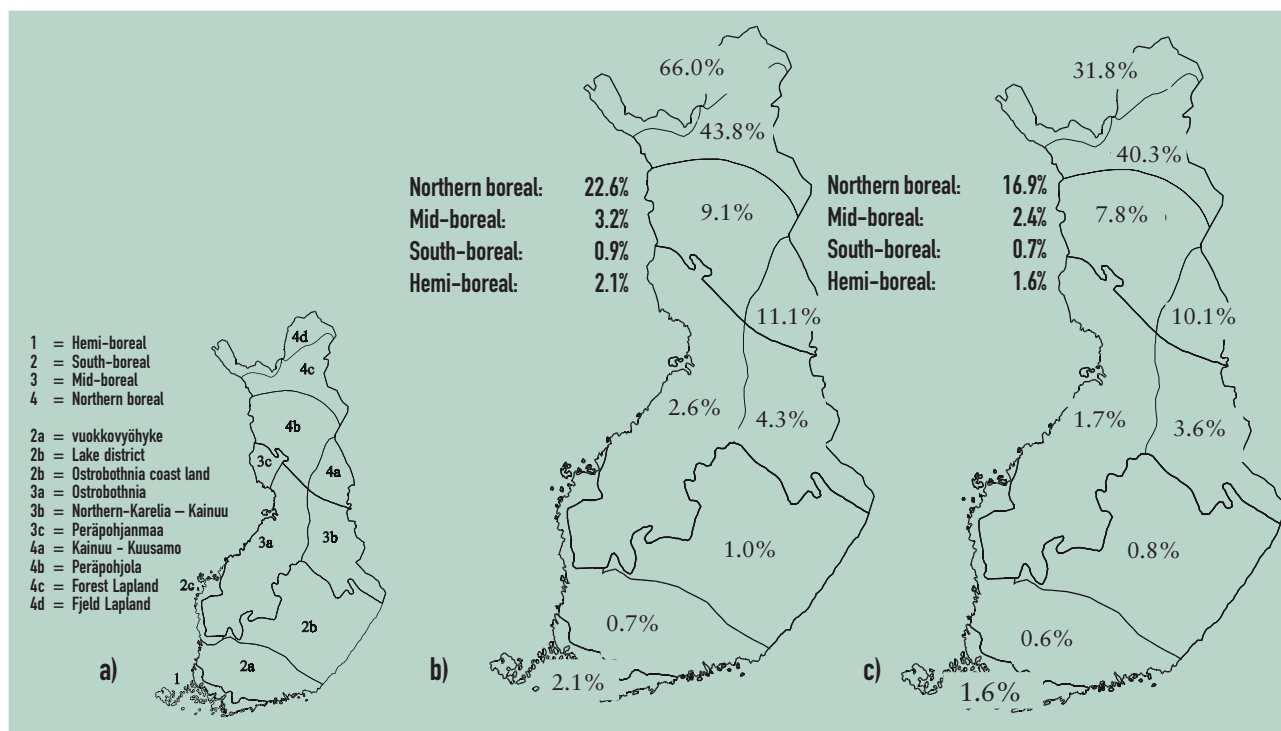 1 = Hemi-boreal
2 = South-boreal
3 = Mid-boreal
4 = Northern boreal
2a = vuokkovyöhyke
2b = Lake district
2b = Ostrobothnia coast land
3a = Ostrobothnia
3b = Northern-Karelia – Kainuu
3c = Peräpohjanmaa
4a = Kainuu - Kuusamo
4b = Peräpohjola
4c = Forest Lapland
4d = Fjeld Lapland
4d
4c
4b
3c
4a
3a
3b
2c
2b
2a
1
a)
Northern boreal: 22.6%
Mid-boreal: 3.2%
South-boreal: 0.9%
Hemi-boreal: 2.1%
66.0%
43.8%
9.1%
11.1%
2.6%
4.3%
1.0%
0.7%
2.1%
b)
Northern boreal: 16.9%
Mid-boreal: 2.4%
South-boreal: 0.7%
Hemi-boreal: 1.6%
31.8%
40.3%
7.8%
10.1%
1.7%
3.6%
0.8%
0.6%
1.6%
c)